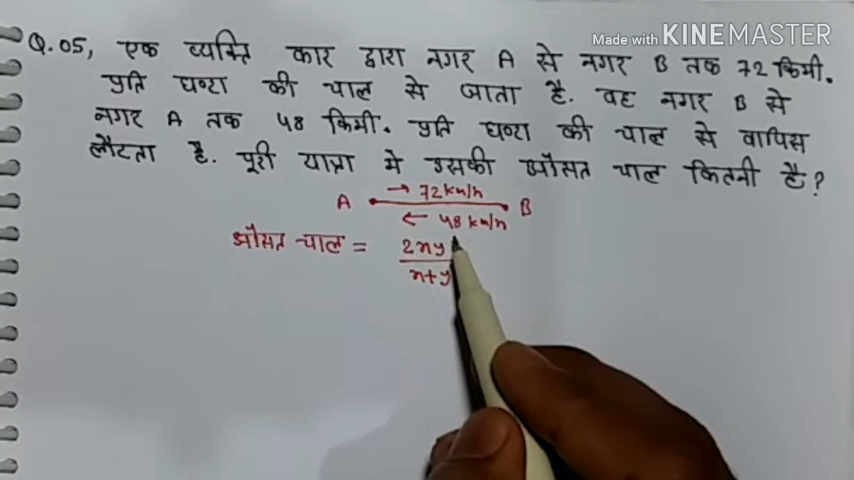 Made with KINEMASTER
Q.05, एक व्यक्ति कार द्वारा नगर A से नगर B तक 72 किमी.
प्रति घण्टा की चाल से जाता है. वह नगर B से
नगर A तक 48 किमी. प्रति घण्टा की चाल से वापिस
लौटता है. पूरी यात्रा मे उसकी औसत चाल कितनी है?
→ 72 km/h
A B
← 48 km/h
औसत चाल = 2xy
x+y